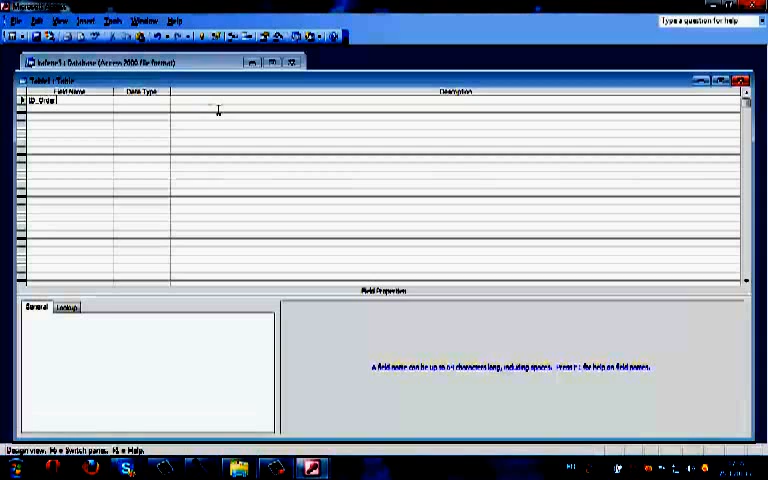 Microsoft Access
File Edit View Insert Tools Window Help
Type a question for help
: Database (Access 2000 file format)
Table1 : Table
Field Name Data Type Description
ID_Order
Field Properties
General Lookup
A field name can be up to 64 characters long, including spaces. Press F1 for help on field names.
Design view. F6 = Switch panes. F1 = Help.